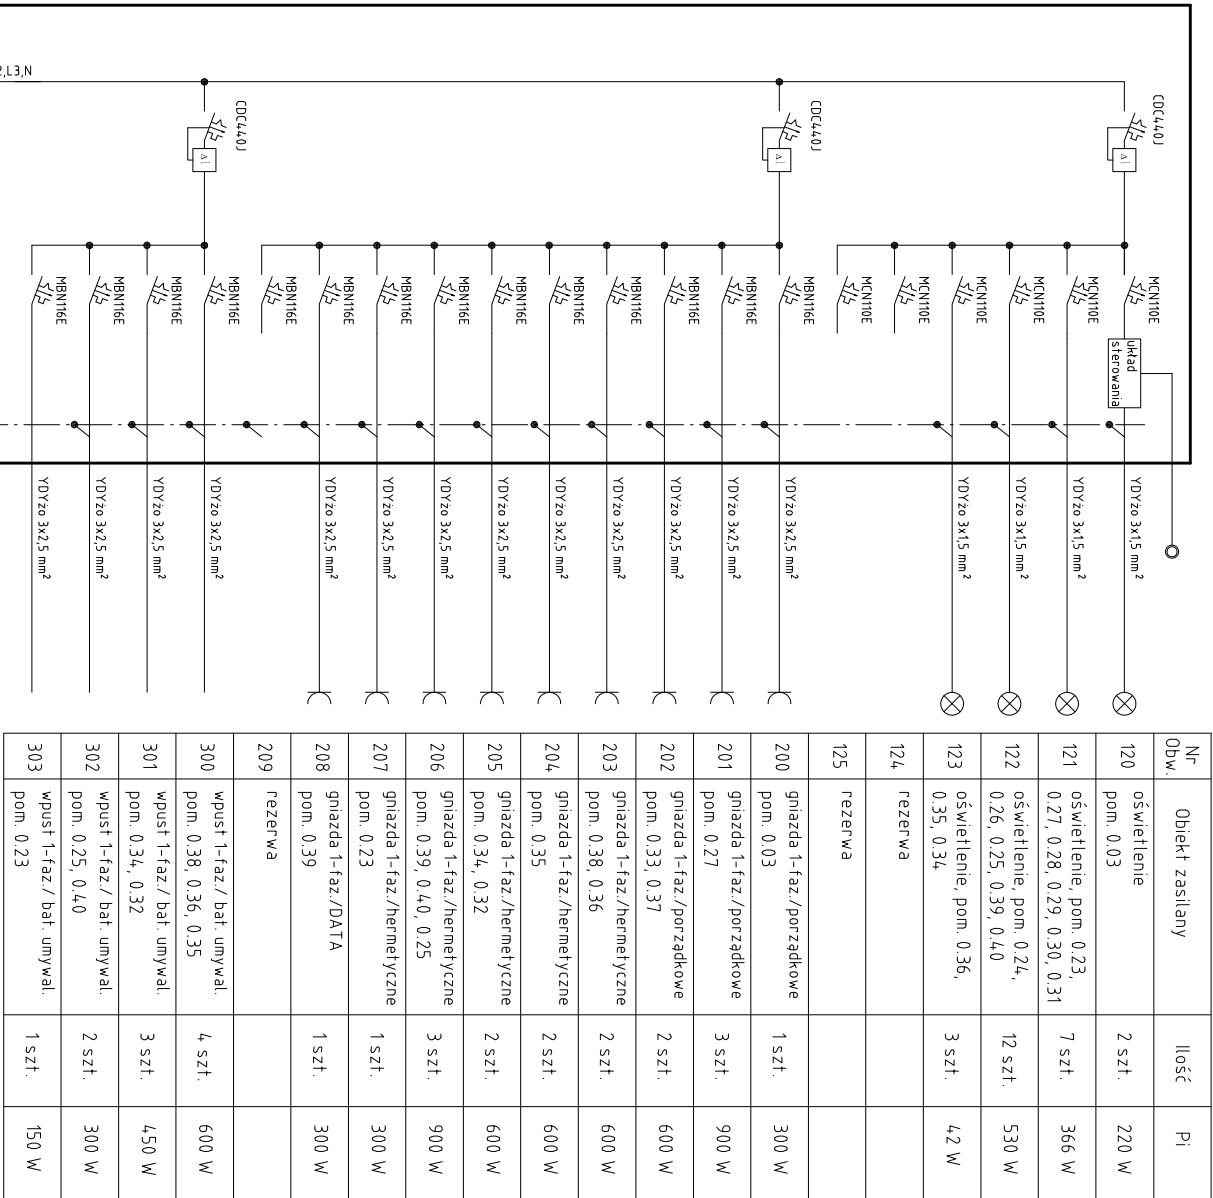 2,L3,N
CDC440J
CDC440J
CDC440J
Δl
Δl
Δl
MBN116E
MBN116E
MBN116E
MBN116E
MBN116E
MBN116E
MBN116E
MBN116E
MBN116E
MBN116E
MBN116E
MBN116E
MBN116E
MBN116E
MCN110E
MCN110E
MCN110E
MCN110E
MCN110E
MCN110E
układ
sterowania
YDYżo 3x2,5 mm²
YDYżo 3x2,5 mm²
YDYżo 3x2,5 mm²
YDYżo 3x2,5 mm²
YDYżo 3x2,5 mm²
YDYżo 3x2,5 mm²
YDYżo 3x2,5 mm²
YDYżo 3x2,5 mm²
YDYżo 3x2,5 mm²
YDYżo 3x2,5 mm²
YDYżo 3x2,5 mm²
YDYżo 3x2,5 mm²
YDYżo 3x2,5 mm²
YDYżo 3x1,5 mm²
YDYżo 3x1,5 mm²
YDYżo 3x1,5 mm²
YDYżo 3x1,5 mm²
Nr
Obw.
Obiekt zasilany
Ilość
Pi
120
oświetlenie
pom. 0.03
2 szt.
220 W
121
oświetlenie, pom. 0.23,
0.27, 0.28, 0.29, 0.30, 0.31
7 szt.
366 W
122
oświetlenie, pom. 0.24,
0.26, 0.25, 0.39, 0.40
12 szt.
530 W
123
oświetlenie, pom. 0.36,
0.35, 0.34
3 szt.
42 W
124
rezerwa
125
rezerwa
200
gniazda 1-faz./porządkowe
pom. 0.03
1 szt.
300 W
201
gniazda 1-faz./porządkowe
pom. 0.27
3 szt.
900 W
202
gniazda 1-faz./porządkowe
pom. 0.33, 0.37
2 szt.
600 W
203
gniazda 1-faz./hermetyczne
pom. 0.38, 0.36
2 szt.
600 W
204
gniazda 1-faz./hermetyczne
pom. 0.35
2 szt.
600 W
205
gniazda 1-faz./hermetyczne
pom. 0.34, 0.32
2 szt.
600 W
206
gniazda 1-faz./hermetyczne
pom. 0.39, 0.40, 0.25
3 szt.
900 W
207
gniazda 1-faz./hermetyczne
pom. 0.23
1 szt.
300 W
208
gniazda 1-faz./DATA
pom. 0.39
1 szt.
300 W
209
rezerwa
300
wpust 1-faz./ bat. umywal.
pom. 0.38, 0.36, 0.35
4 szt.
600 W
301
wpust 1-faz./ bat. umywal.
pom. 0.34, 0.32
3 szt.
450 W
302
wpust 1-faz./ bat. umywal.
pom. 0.25, 0.40
2 szt.
300 W
303
wpust 1-faz./ bat. umywal.
pom. 0.23
1 szt.
150 W